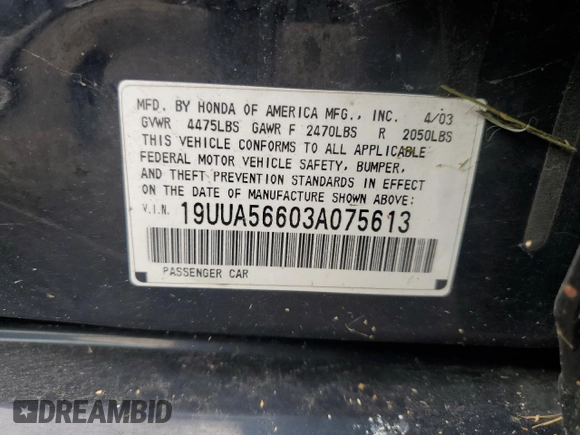 MFD. BY HONDA OF AMERICA MFG., INC. 4/03
GVWR 4475LBS GAWR F 2470LBS R 2050LBS
THIS VEHICLE CONFORMS TO ALL APPLICABLE
FEDERAL MOTOR VEHICLE SAFETY, BUMPER,
AND THEFT PREVENTION STANDARDS IN EFFECT
ON THE DATE OF MANUFACTURE SHOWN ABOVE:
V.I.N. 19UUA56603A075613
PASSENGER CAR
DREAMBID